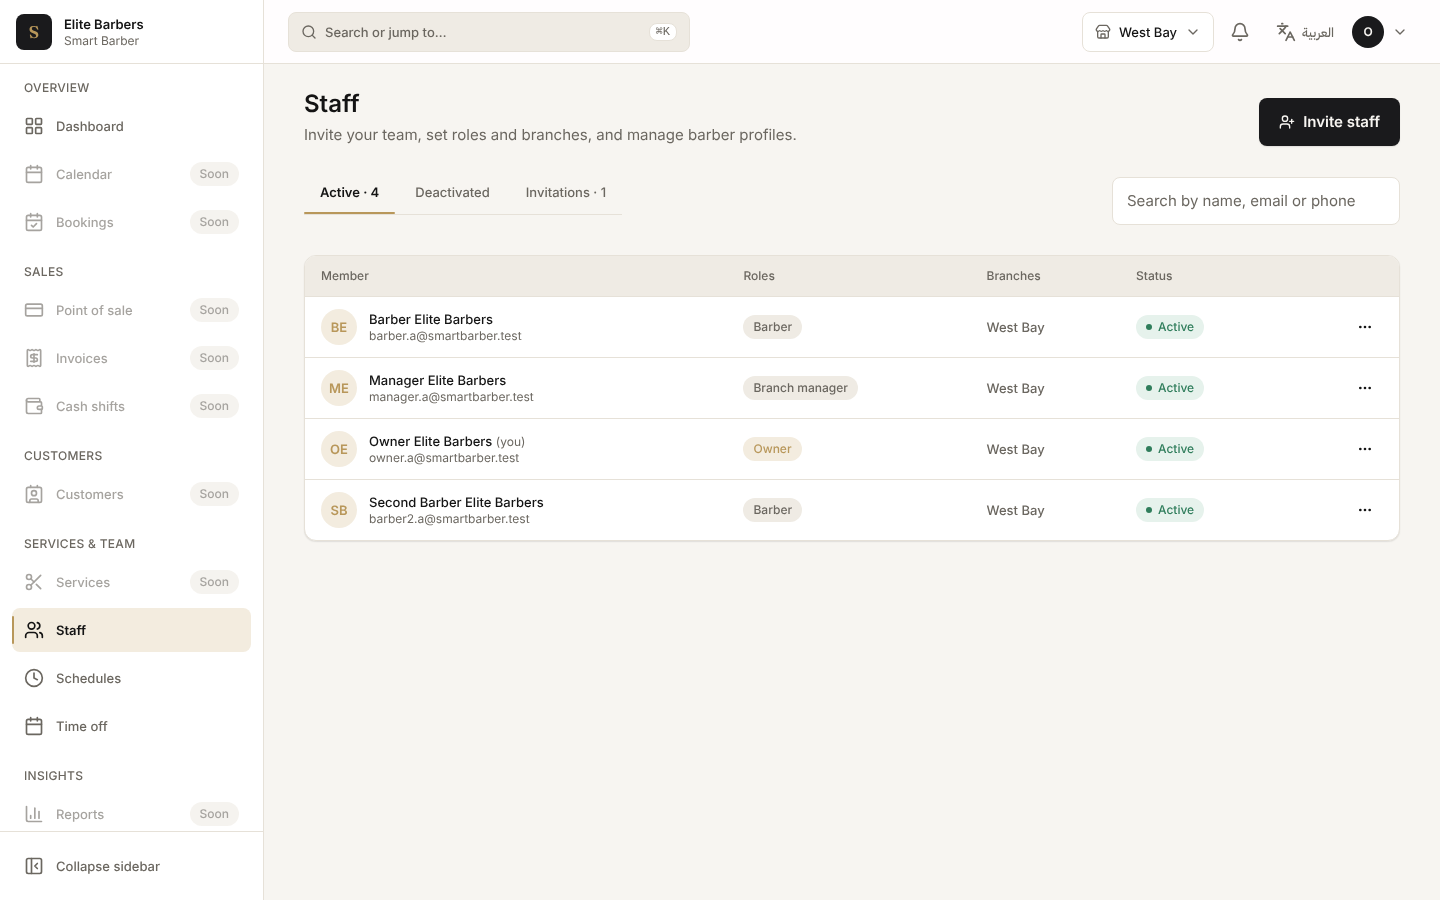 S
Elite Barbers
Smart Barber
Search or jump to...
⌘K
West Bay
العربية
O
OVERVIEW
Dashboard
Calendar
Soon
Bookings
Soon
SALES
Point of sale
Soon
Invoices
Soon
Cash shifts
Soon
CUSTOMERS
Customers
Soon
SERVICES & TEAM
Services
Soon
Staff
Schedules
Time off
INSIGHTS
Reports
Soon
Collapse sidebar
Staff
Invite your team, set roles and branches, and manage barber profiles.
Invite staff
Active · 4
Deactivated
Invitations · 1
Search by name, email or phone
Member
Roles
Branches
Status
BE
Barber Elite Barbers
barber.a@smartbarber.test
Barber
West Bay
Active
ME
Manager Elite Barbers
manager.a@smartbarber.test
Branch manager
West Bay
Active
OE
Owner Elite Barbers (you)
owner.a@smartbarber.test
Owner
West Bay
Active
SB
Second Barber Elite Barbers
barber2.a@smartbarber.test
Barber
West Bay
Active